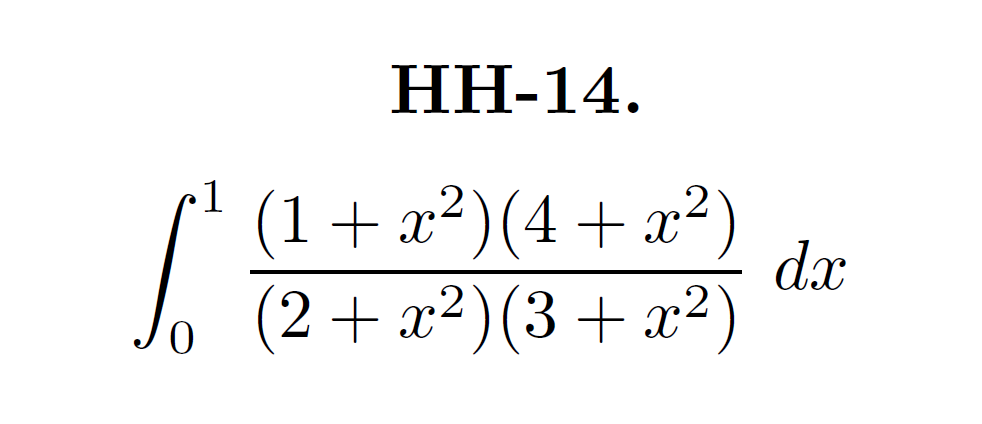 HH-14.
∫₀¹ (1 + x²)(4 + x²) / (2 + x²)(3 + x²) dx